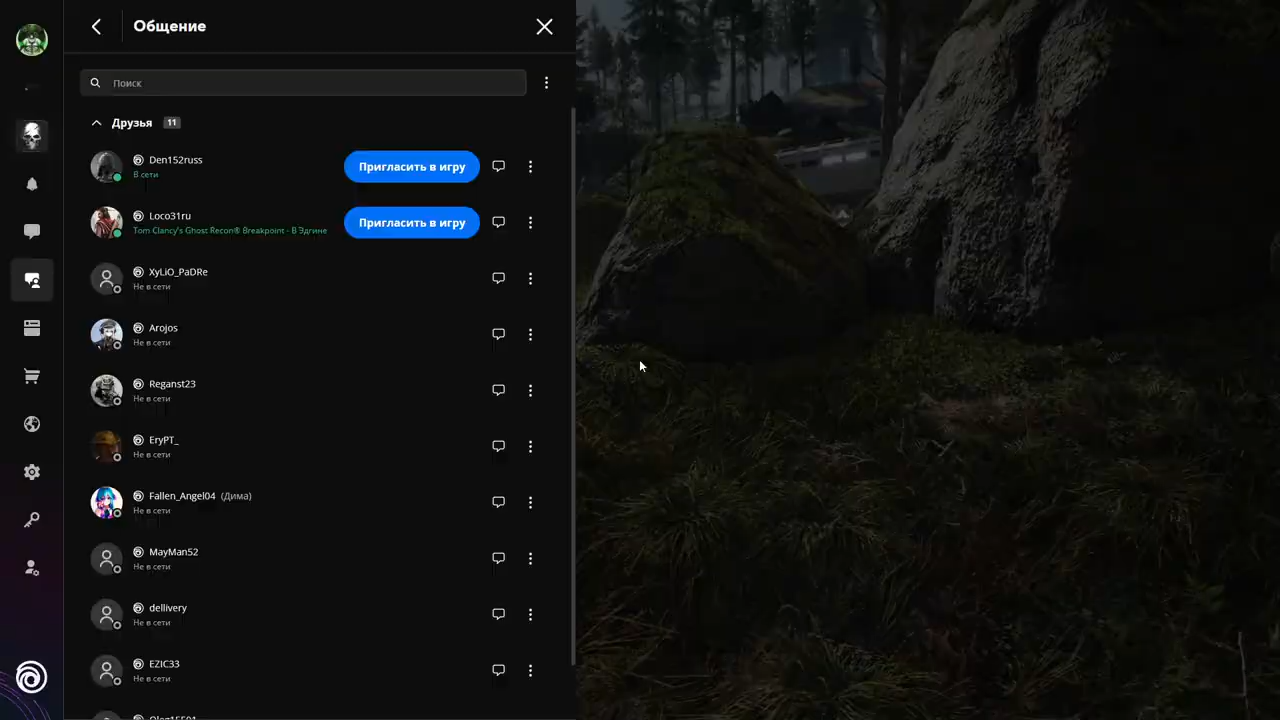 Общение
Поиск
Друзья 11
Den152russ
В сети
Пригласить в игру
Loco31ru
Tom Clancy's Ghost Recon® Breakpoint - В Эдгине
Пригласить в игру
XyLiO_PaDRe
Не в сети
Arojos
Не в сети
Reganst23
Не в сети
EryPT_
Не в сети
Fallen_Angel04 (Дима)
Не в сети
MayMan52
Не в сети
dellivery
Не в сети
EZIC33
Не в сети